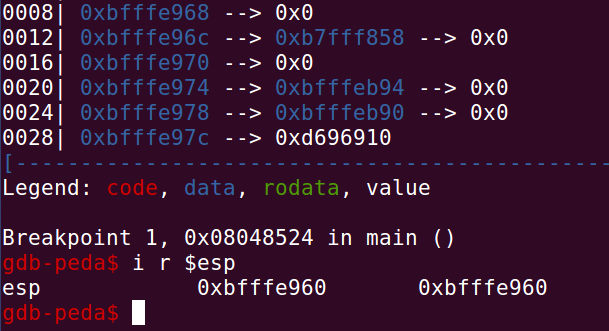 0008| 0xbfffe968 --> 0x0
0012| 0xbfffe96c --> 0xb7fff858 --> 0x0
0016| 0xbfffe970 --> 0x0
0020| 0xbfffe974 --> 0xbfffeb94 --> 0x0
0024| 0xbfffe978 --> 0xbfffeb90 --> 0x0
0028| 0xbfffe97c --> 0xd696910
[----------------------------------------------
Legend: code, data, rodata, value
Breakpoint 1, 0x08048524 in main ()
gdb-peda$ i r $esp
esp            0xbfffe960       0xbfffe960
gdb-peda$